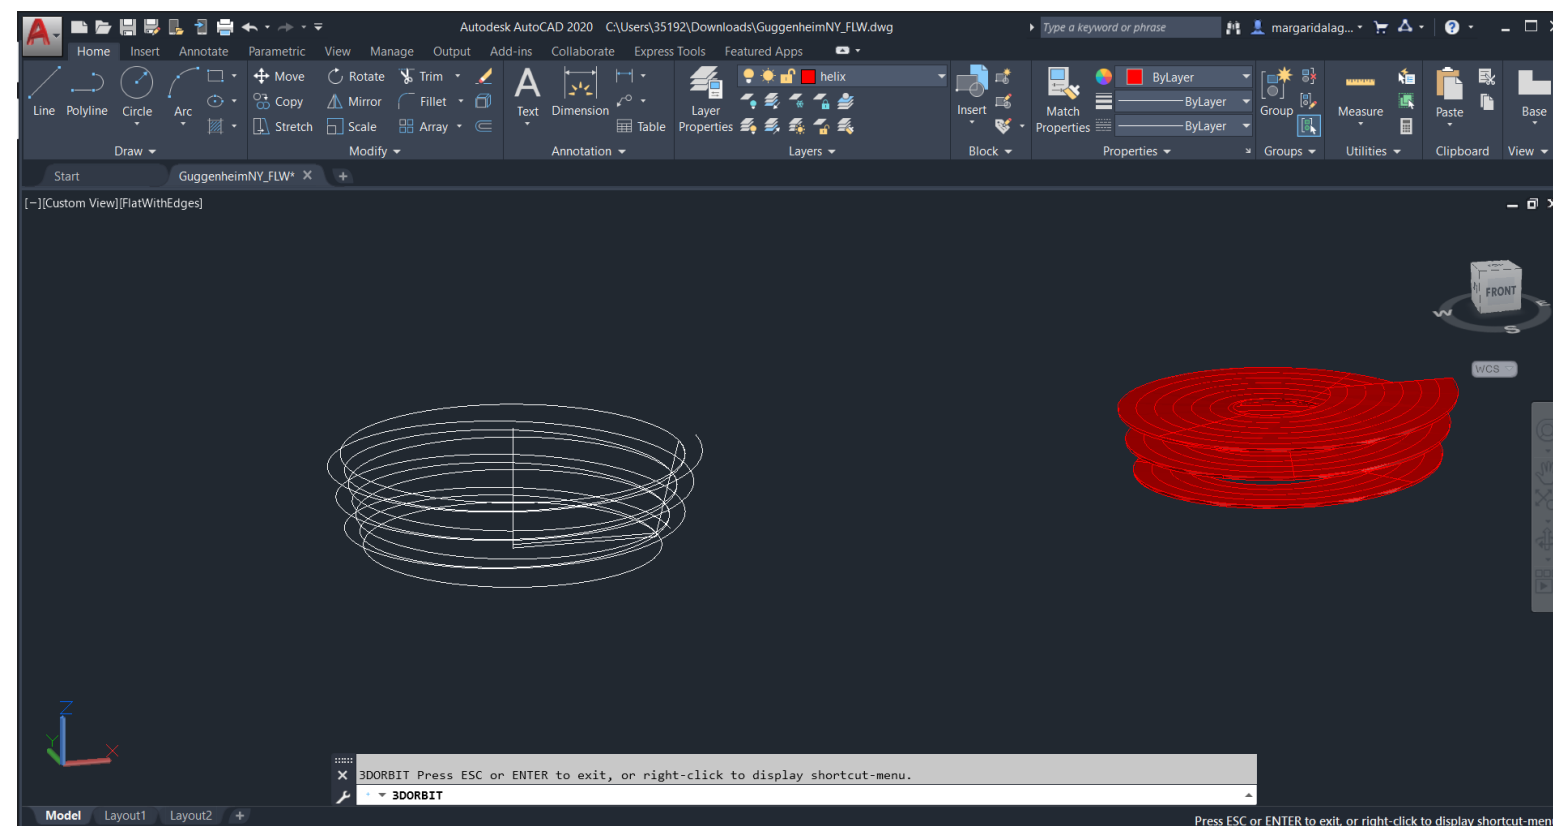 Autodesk AutoCAD 2020 C:\Users\35192\Downloads\GuggenheimNY_FLW.dwg Type a keyword or phrase margaridalag...
Home Insert Annotate Parametric View Manage Output Add-ins Collaborate Express Tools Featured Apps
Move Rotate Trim helix ByLayer
Line Polyline Circle Arc Copy Mirror Fillet Text Dimension Layer Properties Insert Match Properties ByLayer Group Measure Paste Base
Stretch Scale Array Table ByLayer
Draw Modify Annotation Layers Block Properties Groups Utilities Clipboard View
Start GuggenheimNY_FLW* +
[−][Custom View][FlatWithEdges]
FRONT
W S E
WCS
Z
Y X
3DORBIT Press ESC or ENTER to exit, or right-click to display shortcut-menu.
3DORBIT
Model Layout1 Layout2 +
Press ESC or ENTER to exit, or right-click to display shortcut-men